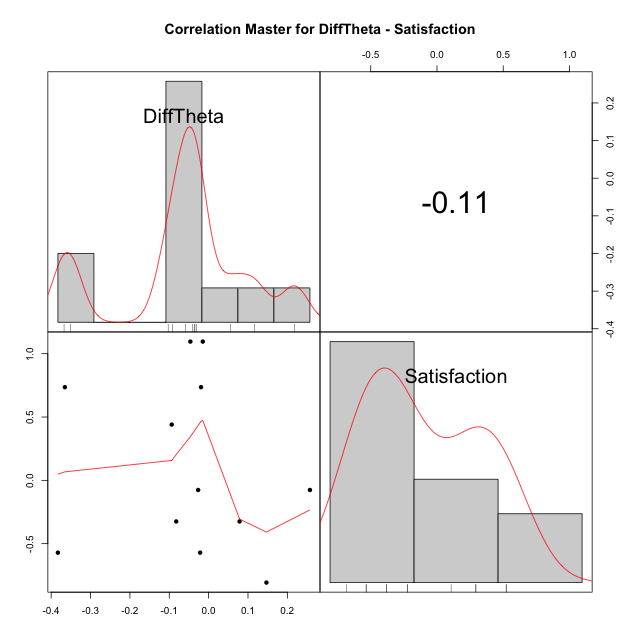 Correlation Master for DiffTheta - Satisfaction
-0.5 0.0 0.5 1.0
DiffTheta
-0.11
0.2
0.1
0.0
-0.1
-0.2
-0.3
-0.4
1.0
0.5
0.0
-0.5
Satisfaction
-0.4 -0.3 -0.2 -0.1 0.0 0.1 0.2